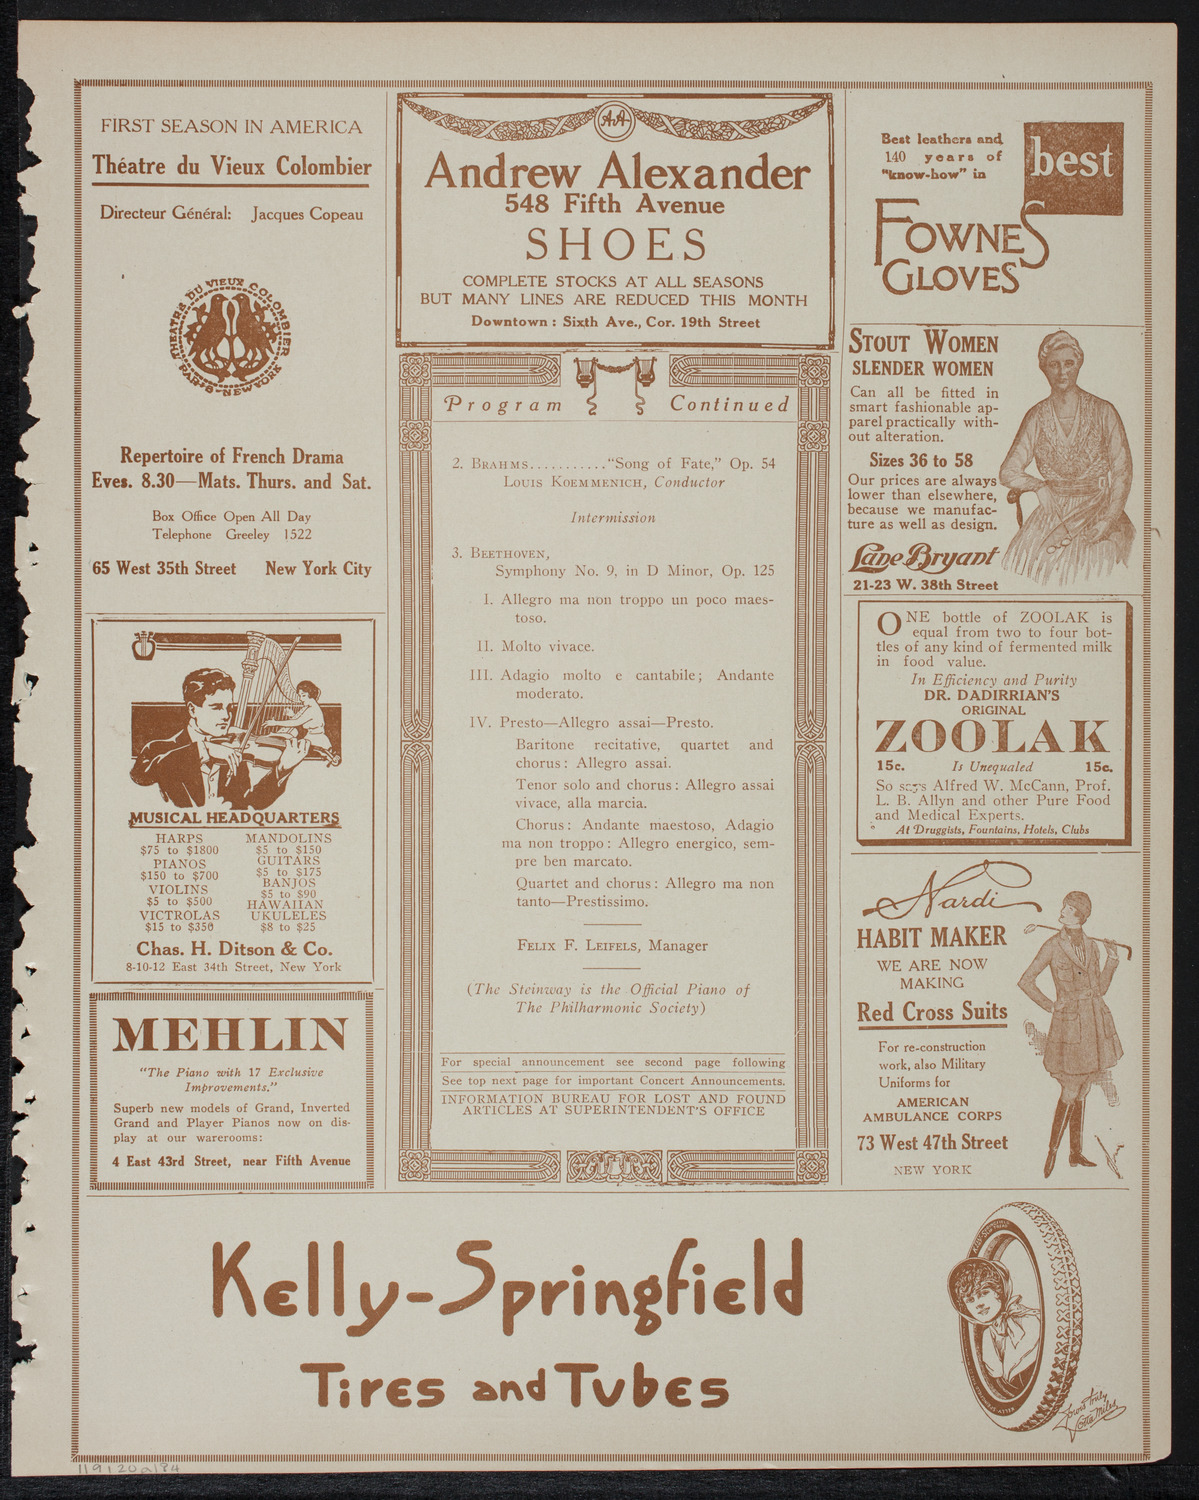 FIRST SEASON IN AMERICA
Théatre du Vieux Colombier
Directeur Général: Jacques Copeau
THEATRE DU VIEUX COLOMBIER
PARIS-NEW YORK
Repertoire of French Drama
Eves. 8.30—Mats. Thurs. and Sat.
Box Office Open All Day
Telephone Greeley 1522
65 West 35th Street New York City
MUSICAL HEADQUARTERS
HARPS
$75 to $1800
PIANOS
$150 to $700
VIOLINS
$5 to $500
VICTROLAS
$15 to $350
MANDOLINS
$5 to $150
GUITARS
$5 to $175
BANJOS
$5 to $90
HAWAIIAN
UKULELES
$8 to $25
Chas. H. Ditson & Co.
8-10-12 East 34th Street, New York
MEHLIN
"The Piano with 17 Exclusive
Improvements."
Superb new models of Grand, Inverted
Grand and Player Pianos now on dis-
play at our warerooms:
4 East 43rd Street, near Fifth Avenue
AA
Andrew Alexander
548 Fifth Avenue
SHOES
COMPLETE STOCKS AT ALL SEASONS
BUT MANY LINES ARE REDUCED THIS MONTH
Downtown: Sixth Ave., Cor. 19th Street
Program Continued
2. BRAHMS..........."Song of Fate," Op. 54
LOUIS KOEMMENICH, Conductor
Intermission
3. BEETHOVEN,
Symphony No. 9, in D Minor, Op. 125
I. Allegro ma non troppo un poco maes-
toso.
II. Molto vivace.
III. Adagio molto e cantabile; Andante
moderato.
IV. Presto—Allegro assai—Presto.
Baritone recitative, quartet and
chorus: Allegro assai.
Tenor solo and chorus: Allegro assai
vivace, alla marcia.
Chorus: Andante maestoso, Adagio
ma non troppo: Allegro energico, sem-
pre ben marcato.
Quartet and chorus: Allegro ma non
tanto—Prestissimo.
FELIX F. LEIFELS, Manager
(The Steinway is the Official Piano of
The Philharmonic Society)
For special announcement see second page following
See top next page for important Concert Announcements.
INFORMATION BUREAU FOR LOST AND FOUND
ARTICLES AT SUPERINTENDENT'S OFFICE
Best leathers and
140 years of
"know-how" in
best
FOWNES
GLOVES
STOUT WOMEN
SLENDER WOMEN
Can all be fitted in
smart fashionable ap-
parel practically with-
out alteration.
Sizes 36 to 58
Our prices are always
lower than elsewhere,
because we manufac-
ture as well as design.
Lane Bryant
21-23 W. 38th Street
ONE bottle of ZOOLAK is
equal from two to four bot-
tles of any kind of fermented milk
in food value.
In Efficiency and Purity
DR. DADIRRIAN'S
ORIGINAL
ZOOLAK
15c. Is Unequaled 15c.
So says Alfred W. McCann, Prof.
L. B. Allyn and other Pure Food
and Medical Experts.
At Druggists, Fountains, Hotels, Clubs
Nardi
HABIT MAKER
WE ARE NOW
MAKING
Red Cross Suits
For re-construction
work, also Military
Uniforms for
AMERICAN
AMBULANCE CORPS
73 West 47th Street
NEW YORK
Kelly-Springfield
Tires and Tubes
Yours truly
Lotta Miles